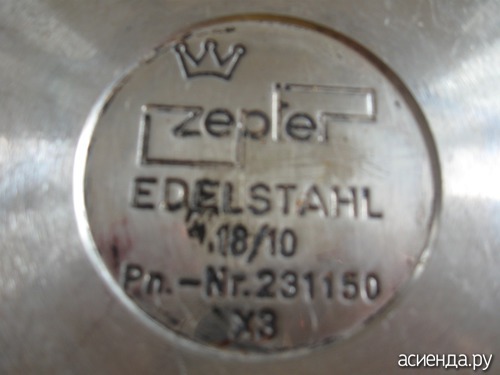 zepter
EDELSTAHL
18/10
Pn.-Nr.231150
X3
асиенда.ру